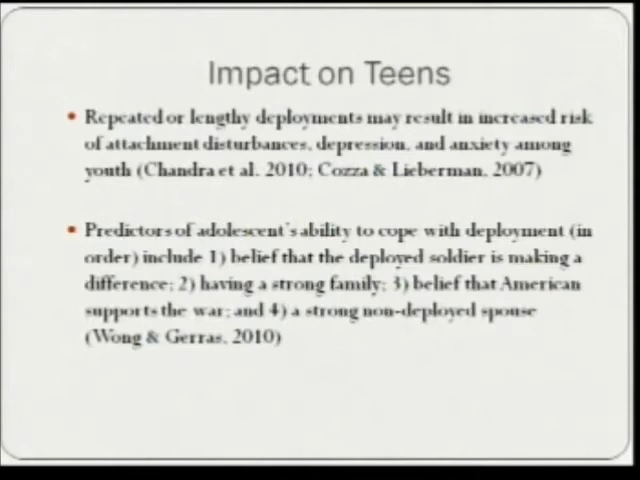 Impact on Teens
• Repeated or lengthy deployments may result in increased risk
of attachment disturbances, depression, and anxiety among
youth (Chandra et al. 2010; Cozza & Lieberman, 2007)
• Predictors of adolescent's ability to cope with deployment (in
order) include 1) belief that the deployed soldier is making a
difference; 2) having a strong family; 3) belief that American
supports the war; and 4) a strong non-deployed spouse
(Wong & Gerras, 2010)